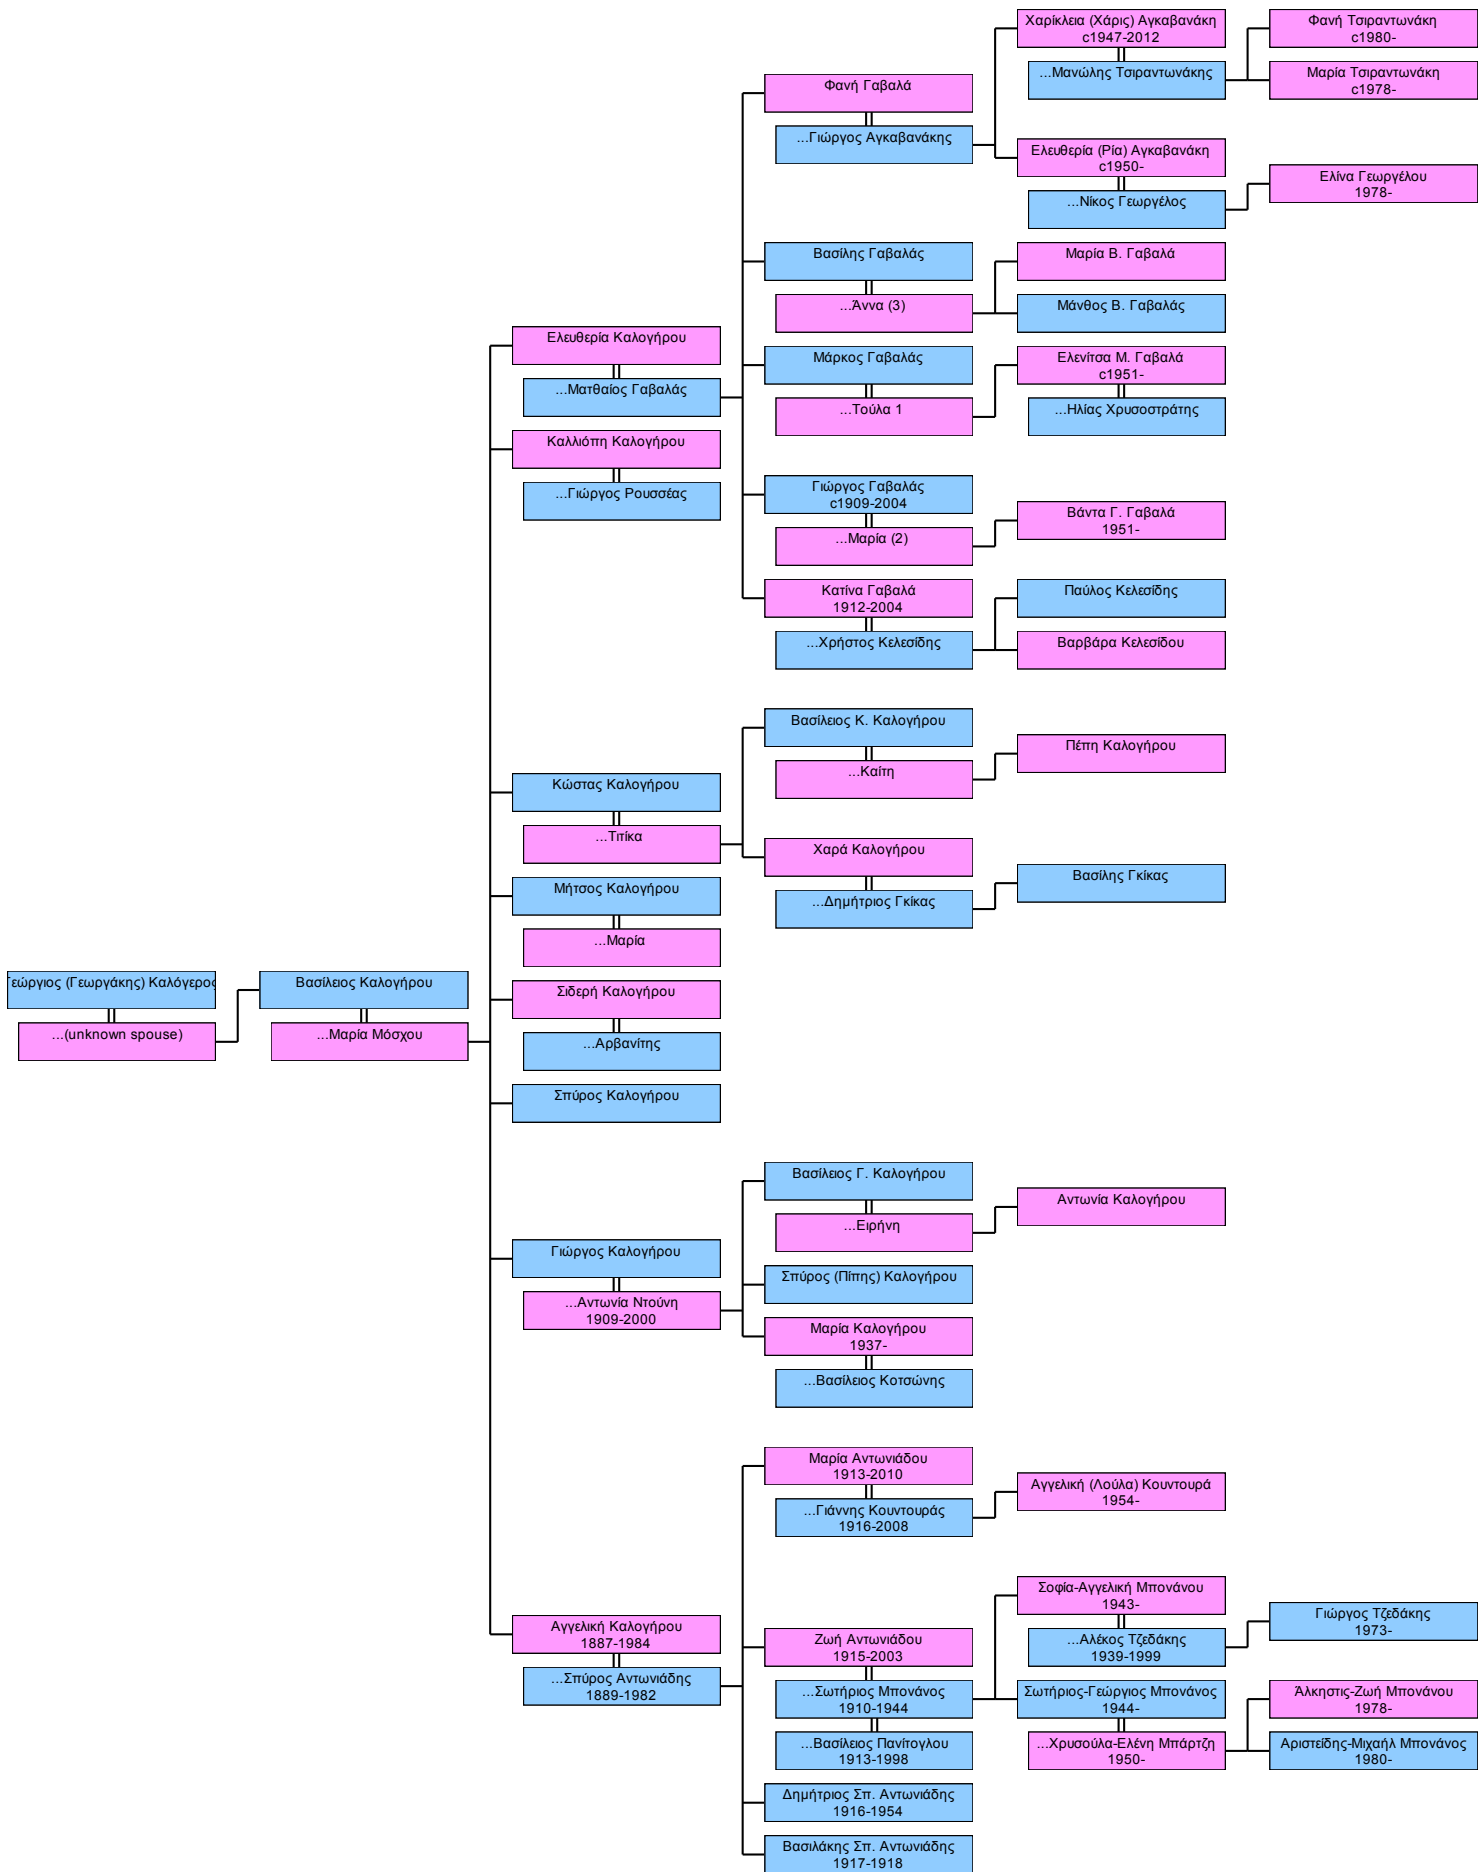 Χαρίκλεια (Χάρις) Αγκαβανάκη
c1947-2012
...Μανώλης Τσιραντωνάκης
Φανή Τσιραντωνάκη
c1980-
Μαρία Τσιραντωνάκη
c1978-
Φανή Γαβαλά
...Γιώργος Αγκαβανάκης
Ελευθερία (Ρία) Αγκαβανάκη
c1950-
...Νίκος Γεωργέλος
Ελίνα Γεωργέλου
1978-
Βασίλης Γαβαλάς
...Άννα (3)
Μαρία Β. Γαβαλά
Μάνθος Β. Γαβαλάς
Ελευθερία Καλογήρου
...Ματθαίος Γαβαλάς
Μάρκος Γαβαλάς
...Τούλα 1
Ελενίτσα Μ. Γαβαλά
c1951-
...Ηλίας Χρυσοστράτης
Καλλιόπη Καλογήρου
...Γιώργος Ρουσσέας
Γιώργος Γαβαλάς
c1909-2004
...Μαρία (2)
Βάντα Γ. Γαβαλά
1951-
Κατίνα Γαβαλά
1912-2004
...Χρήστος Κελεσίδης
Παύλος Κελεσίδης
Βαρβάρα Κελεσίδου
Κώστας Καλογήρου
...Τιτίκα
Βασίλειος Κ. Καλογήρου
...Καίτη
Πέπη Καλογήρου
Χαρά Καλογήρου
...Δημήτριος Γκίκας
Βασίλης Γκίκας
Μήτσος Καλογήρου
...Μαρία
Γεώργιος (Γεωργάκης) Καλόγερος
...(unknown spouse)
Βασίλειος Καλογήρου
...Μαρία Μόσχου
Σιδερή Καλογήρου
...Αρβανίτης
Σπύρος Καλογήρου
Γιώργος Καλογήρου
...Αντωνία Ντούνη
1909-2000
Βασίλειος Γ. Καλογήρου
...Ειρήνη
Αντωνία Καλογήρου
Σπύρος (Πίπης) Καλογήρου
Μαρία Καλογήρου
1937-
...Βασίλειος Κοτσώνης
Μαρία Αντωνιάδου
1913-2010
...Γιάννης Κουντουράς
1916-2008
Αγγελική (Λούλα) Κουντουρά
1954-
Αγγελική Καλογήρου
1887-1984
...Σπύρος Αντωνιάδης
1889-1982
Ζωή Αντωνιάδου
1915-2003
...Σωτήριος Μπονάνος
1910-1944
...Βασίλειος Πανίτογλου
1913-1998
Σοφία-Αγγελική Μπονάνου
1943-
...Αλέκος Τζεδάκης
1939-1999
Γιώργος Τζεδάκης
1973-
Σωτήριος-Γεώργιος Μπονάνος
1944-
...Χρυσούλα-Ελένη Μπάρτζη
1950-
Άλκηστις-Ζωή Μπονάνου
1978-
Αριστείδης-Μιχαήλ Μπονάνος
1980-
Δημήτριος Σπ. Αντωνιάδης
1916-1954
Βασιλάκης Σπ. Αντωνιάδης
1917-1918